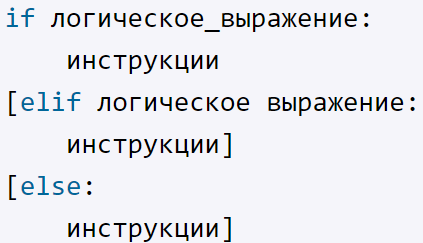 if логическое_выражение:
    инструкции
[elif логическое выражение:
    инструкции]
[else:
    инструкции]